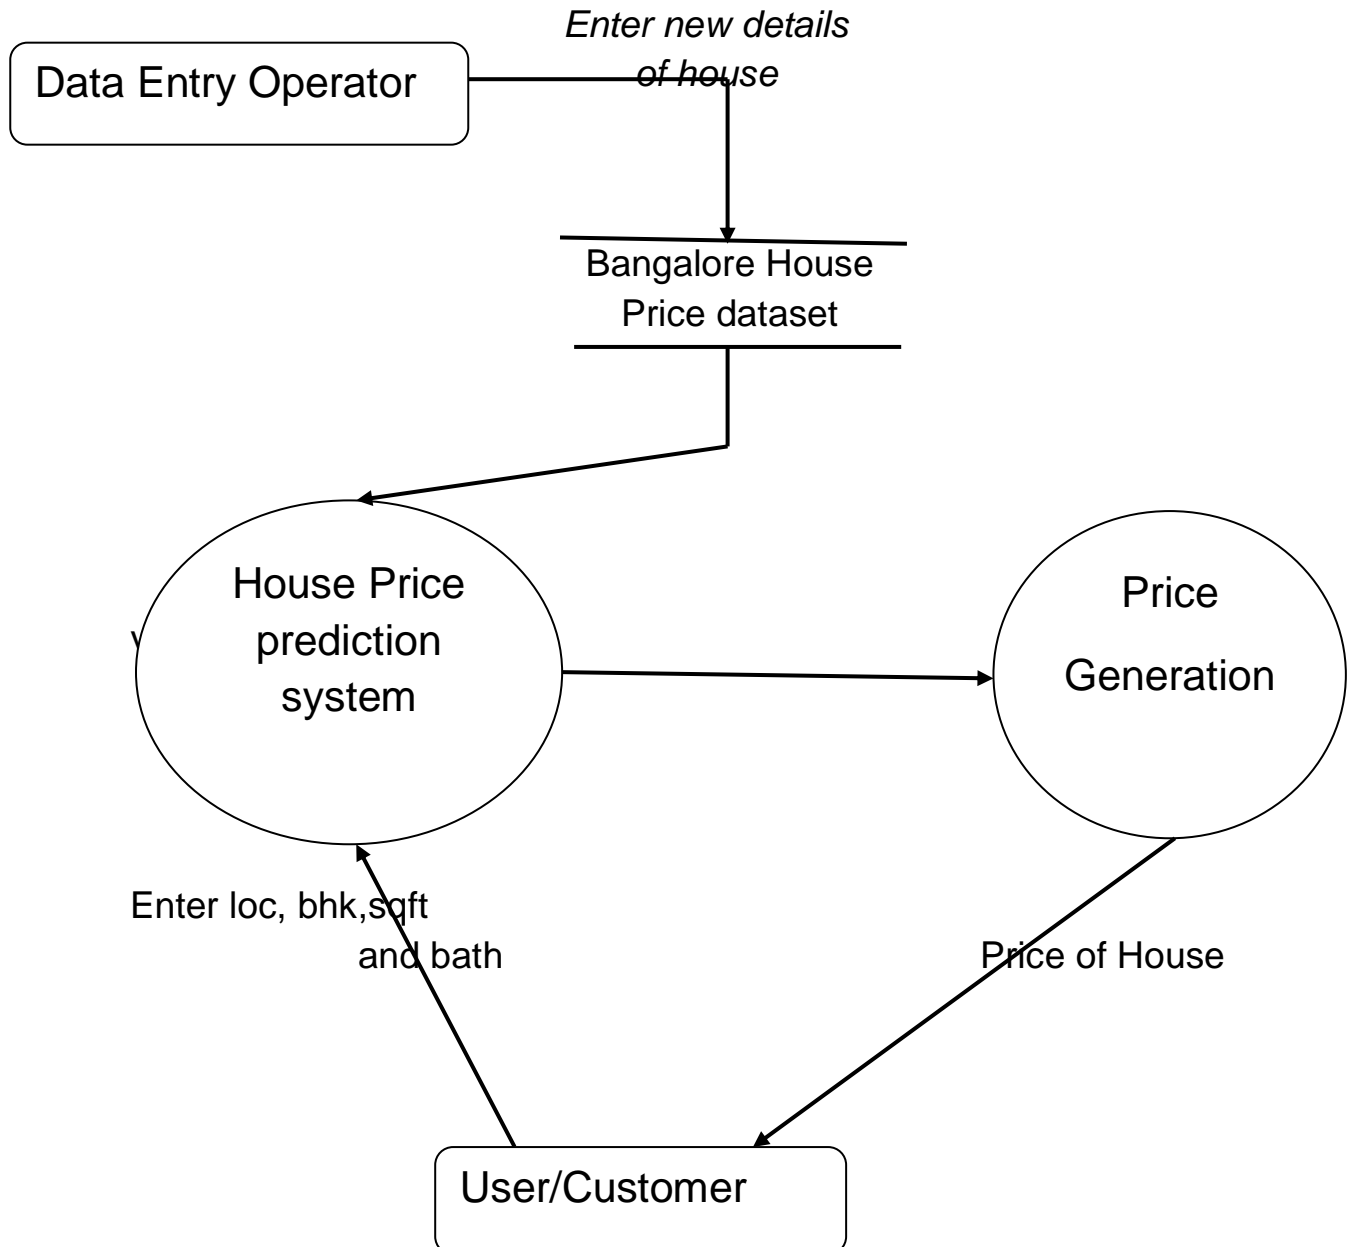 Enter new details
of house
Data Entry Operator
Bangalore House
Price dataset
House Price
prediction
system
Price
Generation
Enter loc, bhk,sqft
and bath
Price of House
User/Customer